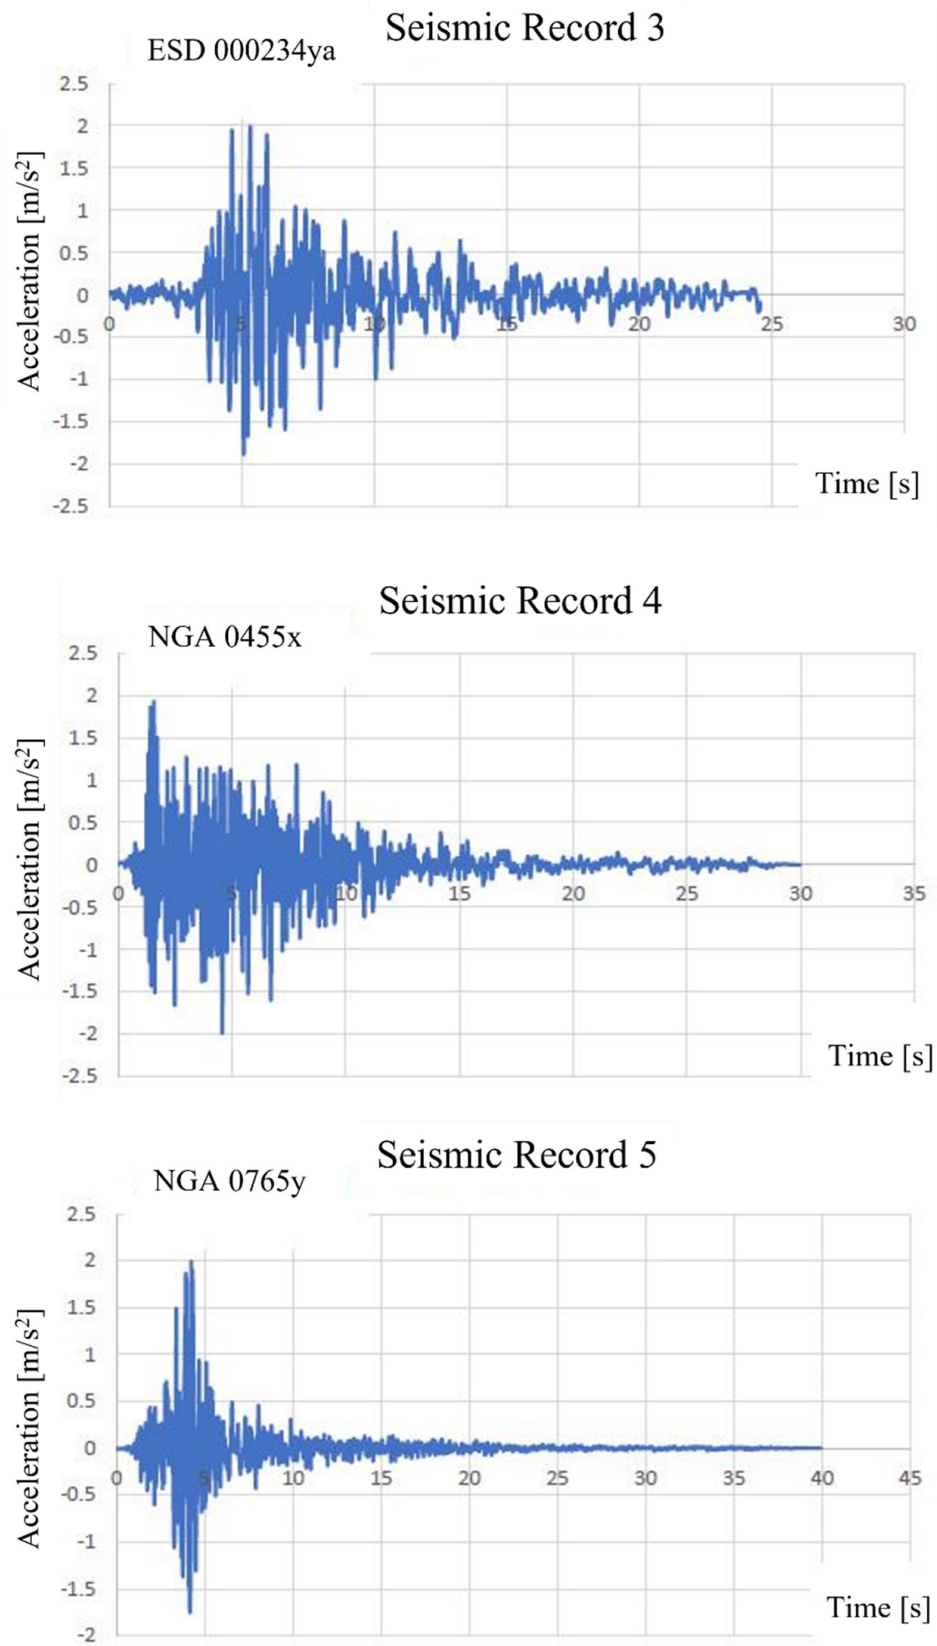 Seismic Record 3
ESD 000234ya
Acceleration [m/s²]
2.5
2
1.5
1
0.5
0
-0.5
-1
-1.5
-2
-2.5
0 5 10 15 20 25 30
Time [s]
Seismic Record 4
NGA 0455x
Acceleration [m/s²]
2.5
2
1.5
1
0.5
0
-0.5
-1
-1.5
-2
-2.5
0 5 10 15 20 25 30 35
Time [s]
Seismic Record 5
NGA 0765y
Acceleration [m/s²]
2.5
2
1.5
1
0.5
0
-0.5
-1
-1.5
-2
0 5 10 15 20 25 30 35 40 45
Time [s]